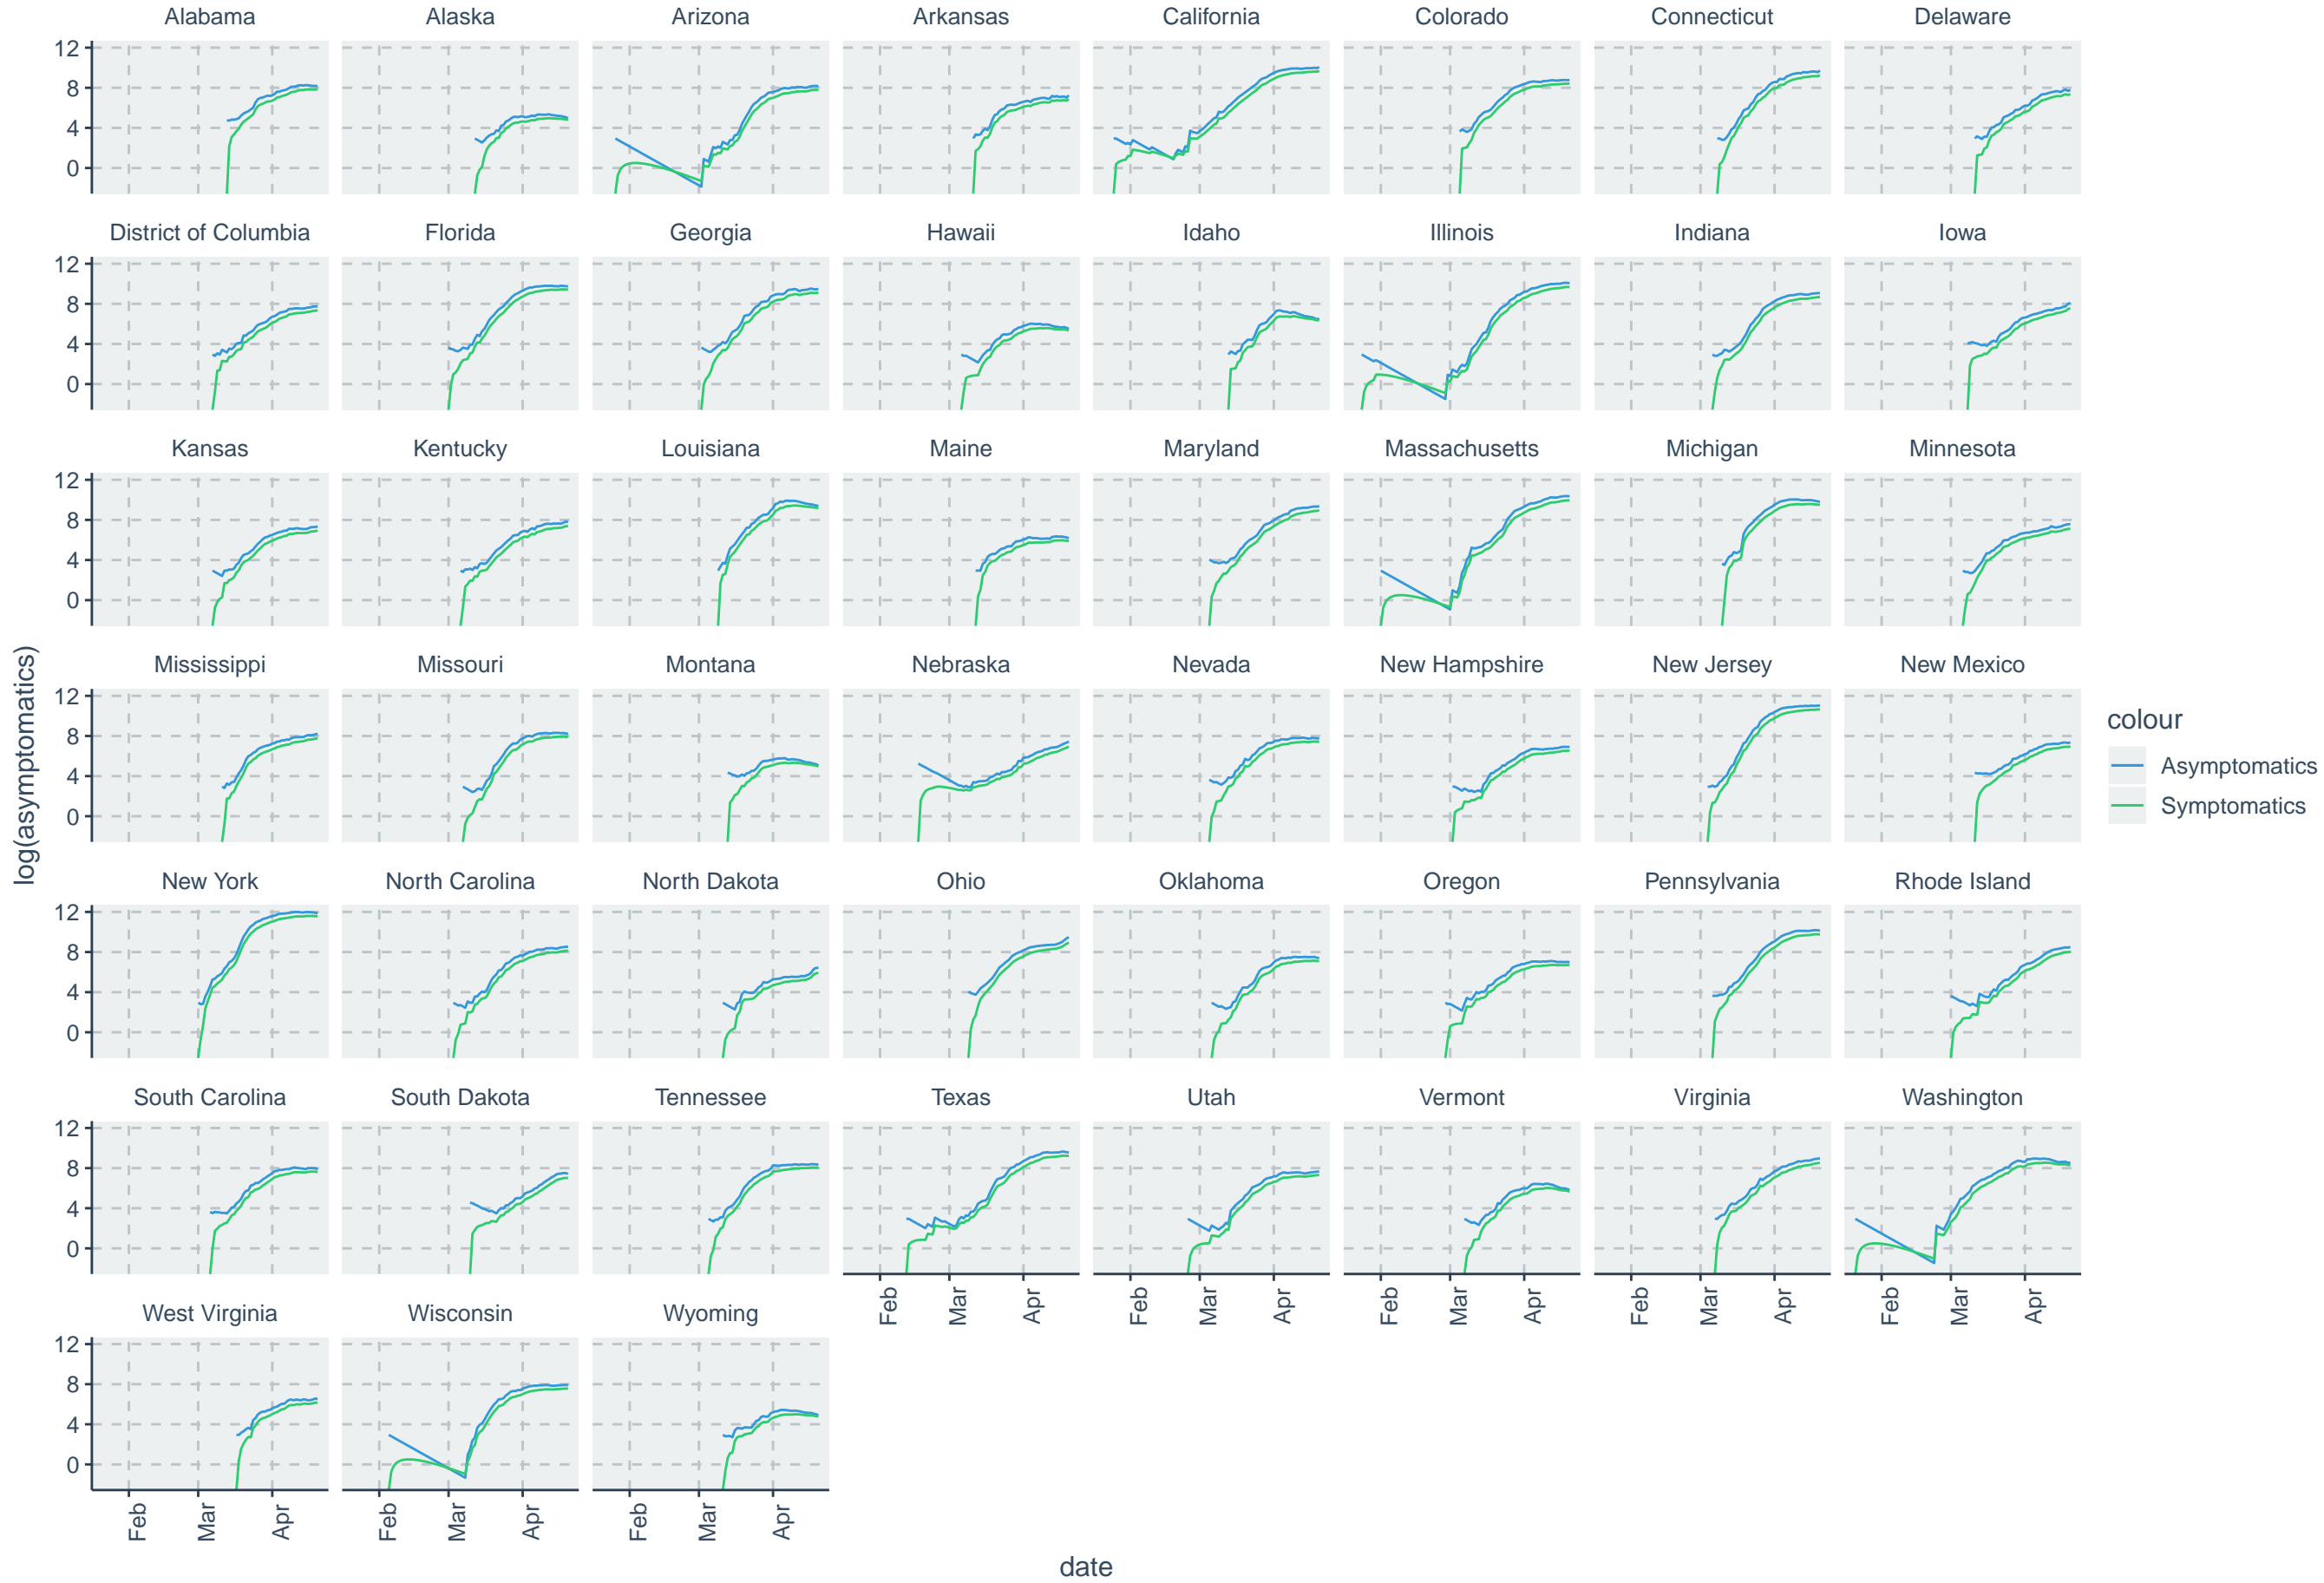 Alabama Alaska Arizona Arkansas California Colorado Connecticut Delaware
12
8
4
0
District of Columbia Florida Georgia Hawaii Idaho Illinois Indiana Iowa
12
8
4
0
Kansas Kentucky Louisiana Maine Maryland Massachusetts Michigan Minnesota
12
8
4
0
log(asymptomatics)
Mississippi Missouri Montana Nebraska Nevada New Hampshire New Jersey New Mexico
12
8
4
0
colour
Asymptomatics
Symptomatics
New York North Carolina North Dakota Ohio Oklahoma Oregon Pennsylvania Rhode Island
12
8
4
0
South Carolina South Dakota Tennessee Texas Utah Vermont Virginia Washington
12
8
4
0
Feb Mar Apr Feb Mar Apr Feb Mar Apr Feb Mar Apr Feb Mar Apr
West Virginia Wisconsin Wyoming
12
8
4
0
Feb Mar Apr Feb Mar Apr Feb Mar Apr
date